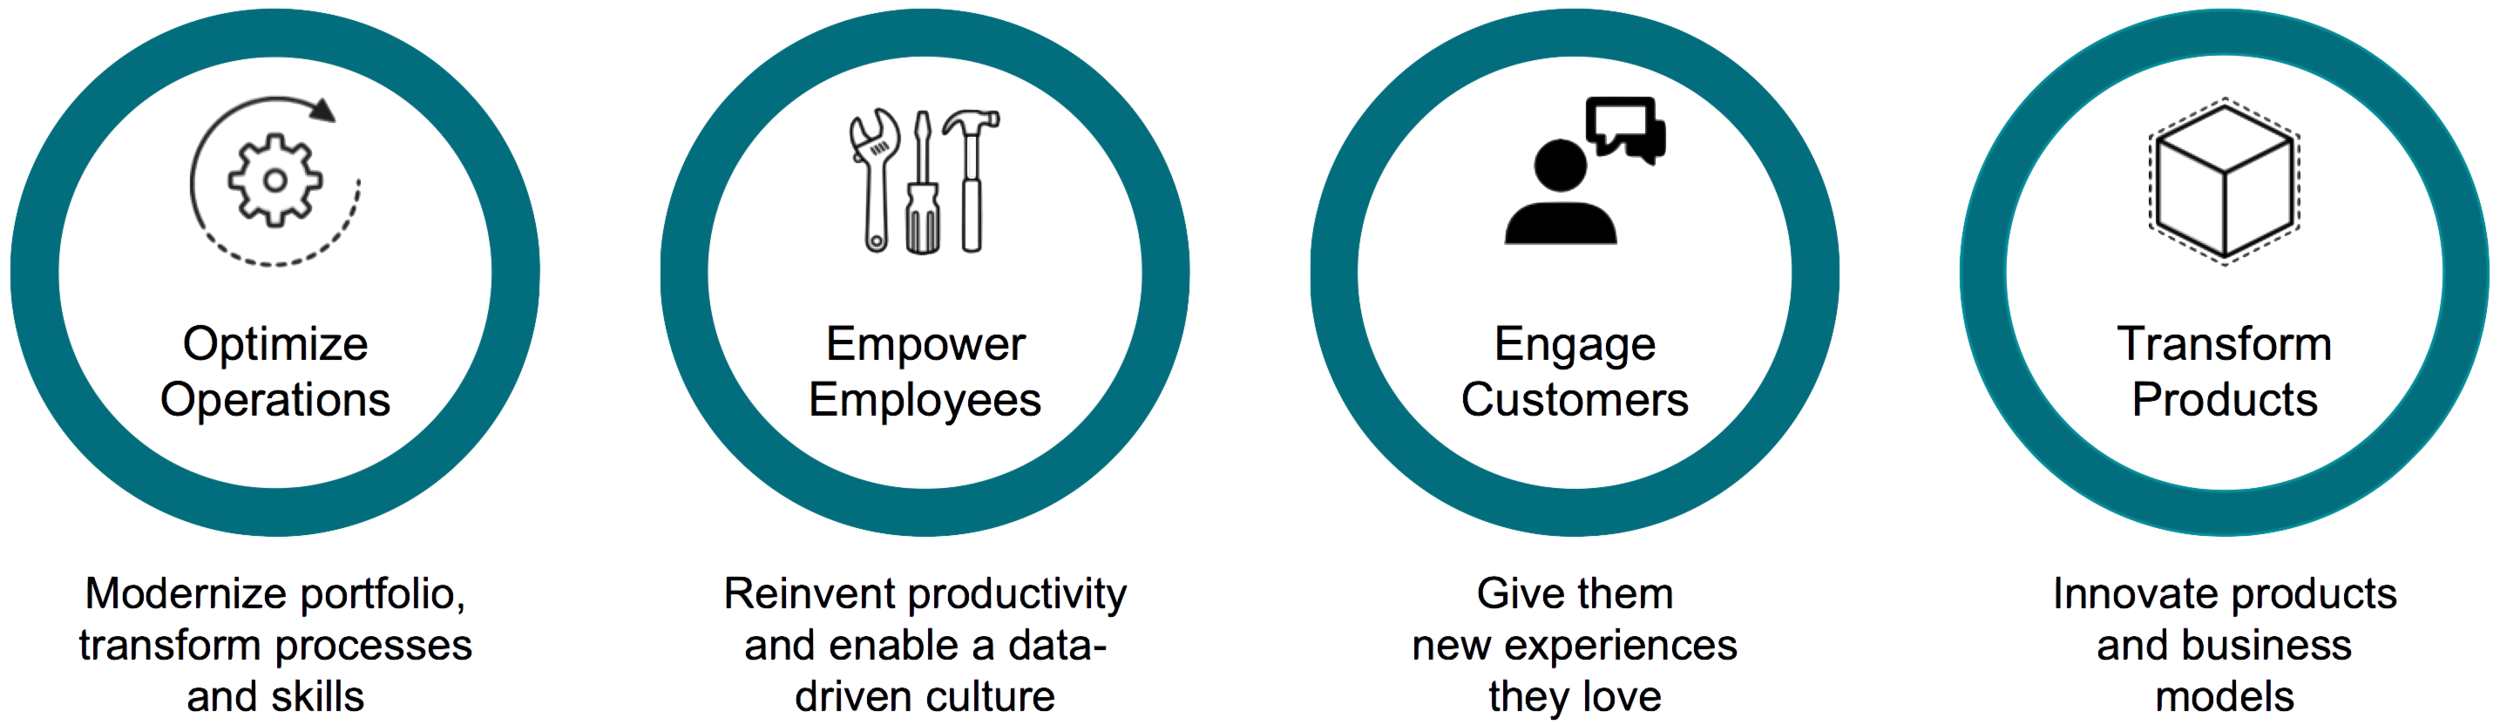 Optimize
Operations
Modernize portfolio,
transform processes
and skills
Empower
Employees
Reinvent productivity
and enable a data-
driven culture
Engage
Customers
Give them
new experiences
they love
Transform
Products
Innovate products
and business
models